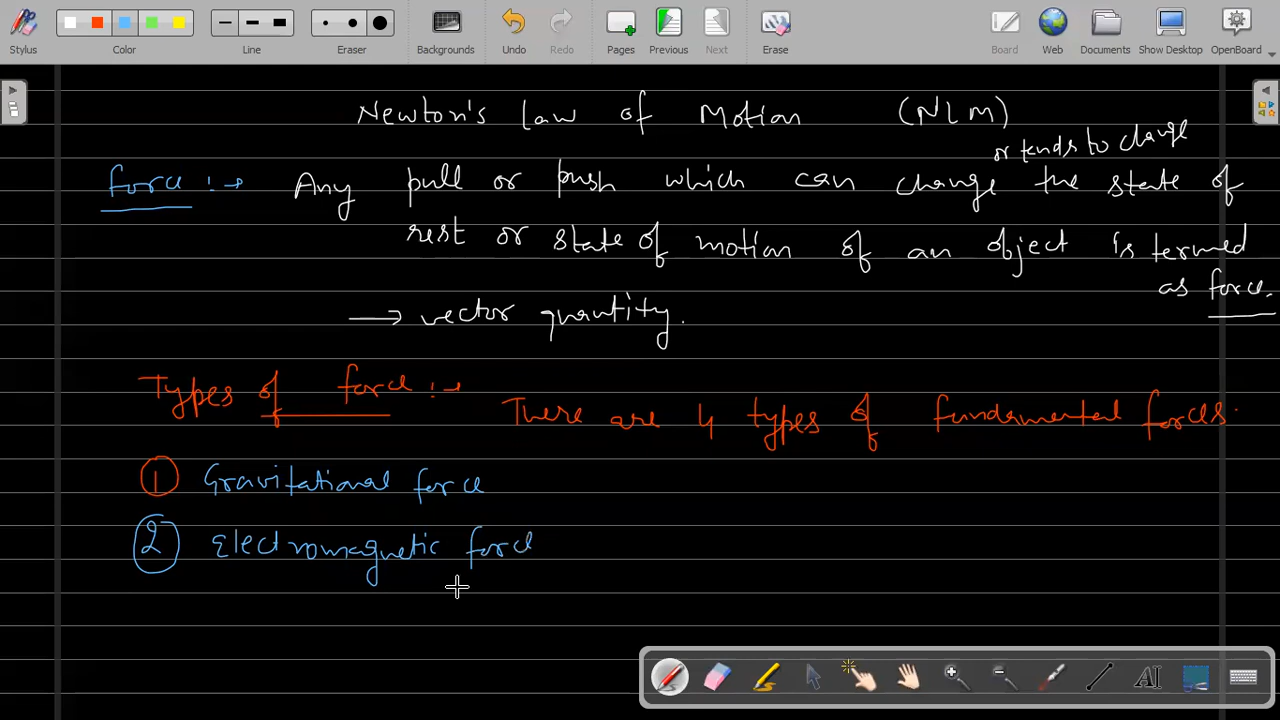 Stylus
Color
Line
Eraser
Backgrounds
Undo
Redo
Pages
Previous
Next
Erase
Board
Web
Documents
Show Desktop
OpenBoard
Newton's Law of Motion (NLM)
or tends to change
force :→ Any pull or push which can change the state of
rest or state of motion of an object is termed
as force.
→ vector quantity.
Types of force :→ There are 4 types of fundamental forces.
① Gravitational force
② Electromagnetic force
AI